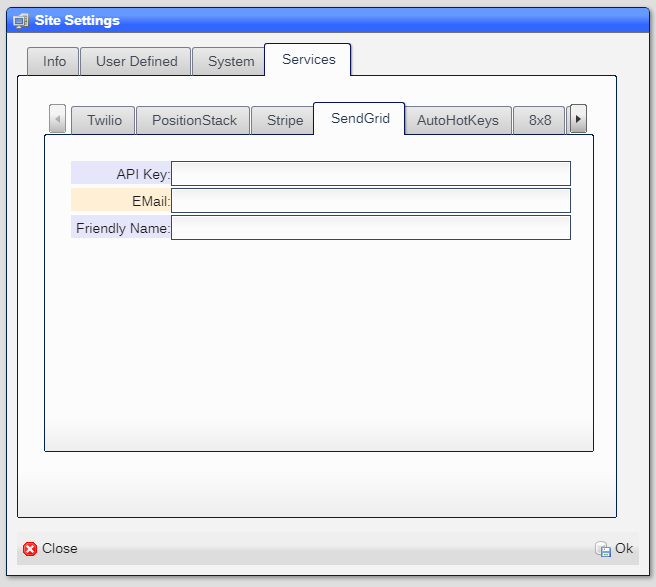 Site Settings
Info User Defined System Services
Twilio PositionStack Stripe SendGrid AutoHotKeys 8x8
API Key:
EMail:
Friendly Name:
Close Ok